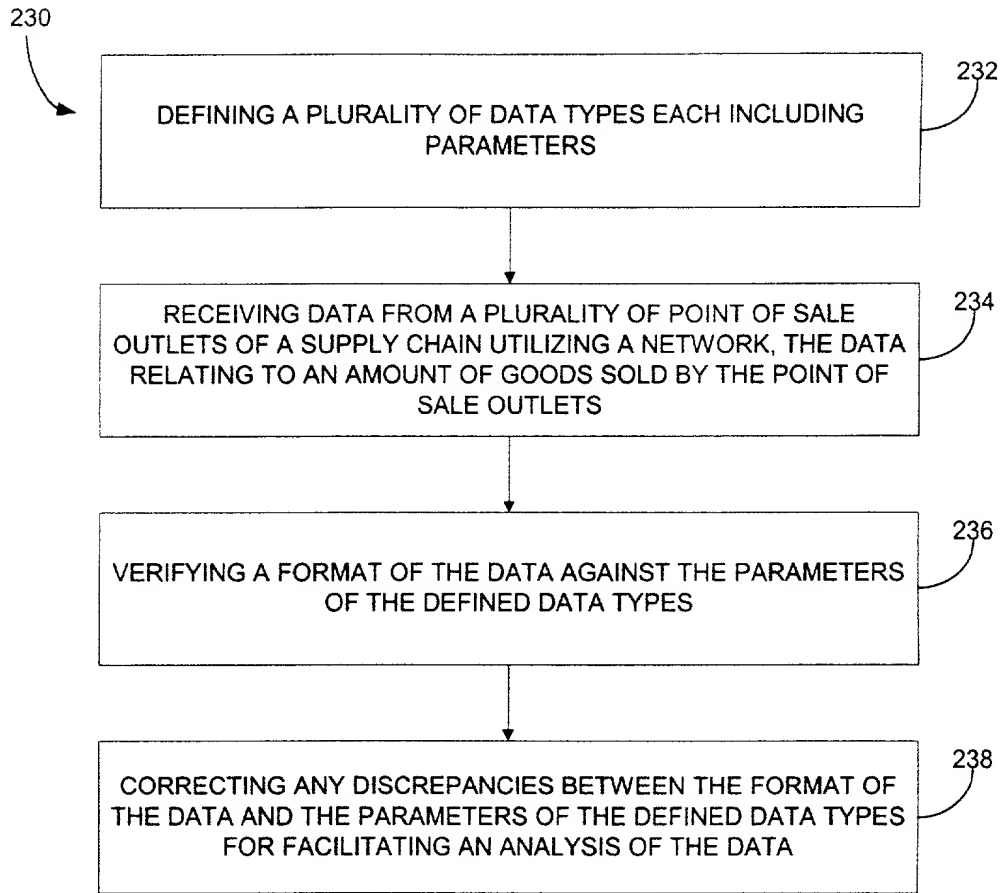 230
232
DEFINING A PLURALITY OF DATA TYPES EACH INCLUDING
PARAMETERS
234
RECEIVING DATA FROM A PLURALITY OF POINT OF SALE
OUTLETS OF A SUPPLY CHAIN UTILIZING A NETWORK, THE DATA
RELATING TO AN AMOUNT OF GOODS SOLD BY THE POINT OF
SALE OUTLETS
236
VERIFYING A FORMAT OF THE DATA AGAINST THE PARAMETERS
OF THE DEFINED DATA TYPES
238
CORRECTING ANY DISCREPANCIES BETWEEN THE FORMAT OF
THE DATA AND THE PARAMETERS OF THE DEFINED DATA TYPES
FOR FACILITATING AN ANALYSIS OF THE DATA